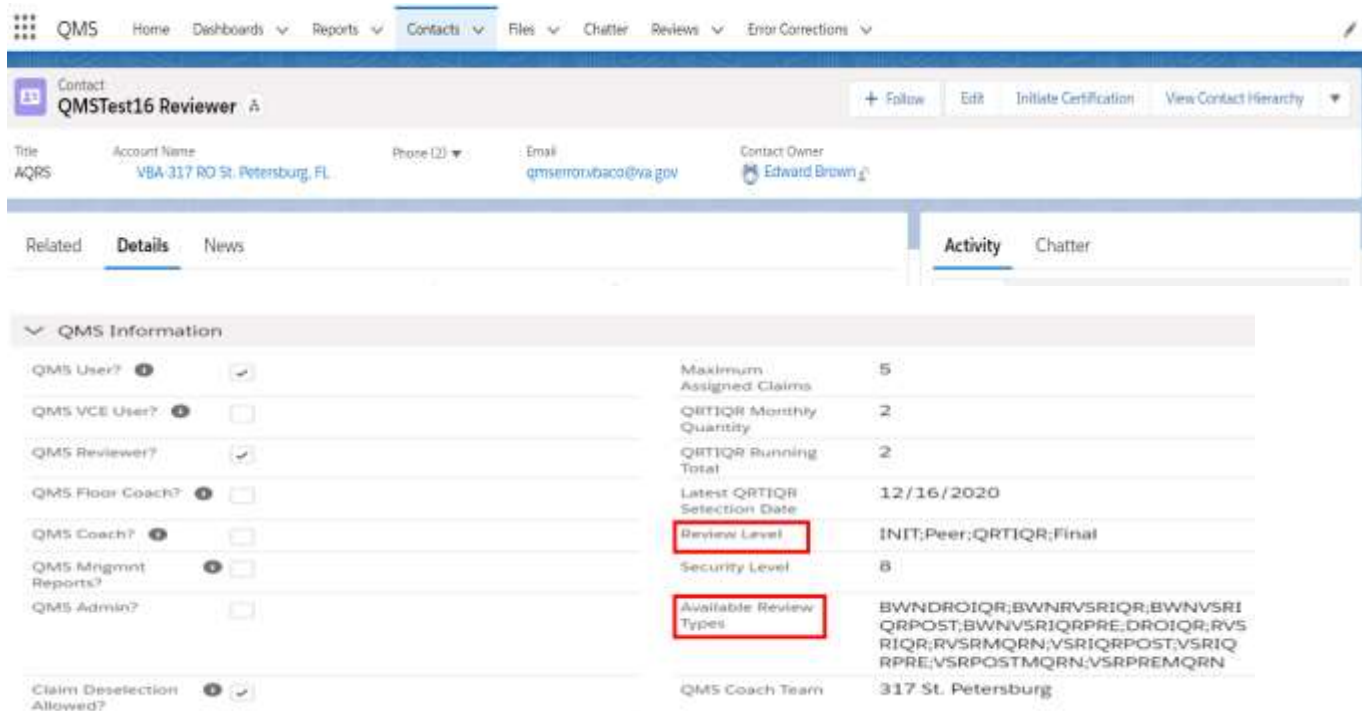 QMS Home Dashboards Reports Contacts Files Chatter Reviews Error Corrections
Contact
QMSTest16 Reviewer
+ Follow Edit Initiate Certification View Contact Hierarchy
Title Account Name Phone (2) Email Contact Owner
AQRS VBA 317 RO St. Petersburg, FL qmserror.vbaco@va.gov Edward Brown
Related Details News Activity Chatter
QMS Information
QMS User? Maximum Assigned Claims 5
QMS VCE User? QRTIQR Monthly Quantity 2
QMS Reviewer? QRTIQR Running Total 2
QMS Floor Coach? Latest QRTIQR Selection Date 12/16/2020
QMS Coach? Review Level INIT;Peer;QRTIQR;Final
QMS Mngmnt Reports? Security Level 8
QMS Admin? Available Review Types BWNDROIQR;BWNRVSRIQR;BWNVSRI
QRPOST;BWNVSRIQRPRE;DROIQR;RVS
RIQR;RVSRMQRN;VSRIQRPOST;VSRIQ
RPRE;VSRPOSTMQRN;VSRPREMQRN
Claim Deselection Allowed? QMS Coach Team 317 St. Petersburg